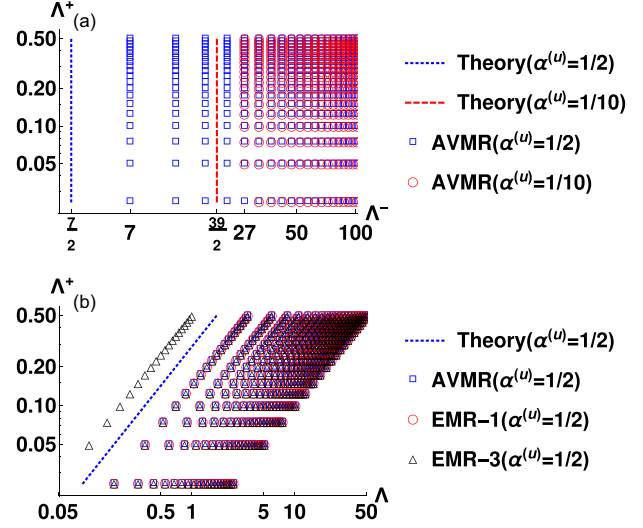 Λ⁺ (a)
0.50
0.10
0.05
7/2 7 39/2 27 50 Λ⁻ 100
Theory(α⁽ᵘ⁾=1/2)
Theory(α⁽ᵘ⁾=1/10)
AVMR(α⁽ᵘ⁾=1/2)
AVMR(α⁽ᵘ⁾=1/10)
Λ⁺ (b)
0.50
0.20
0.10
0.05
0.05 0.5 1 5 10 Λ 50
Theory(α⁽ᵘ⁾=1/2)
AVMR(α⁽ᵘ⁾=1/2)
EMR-1(α⁽ᵘ⁾=1/2)
EMR-3(α⁽ᵘ⁾=1/2)